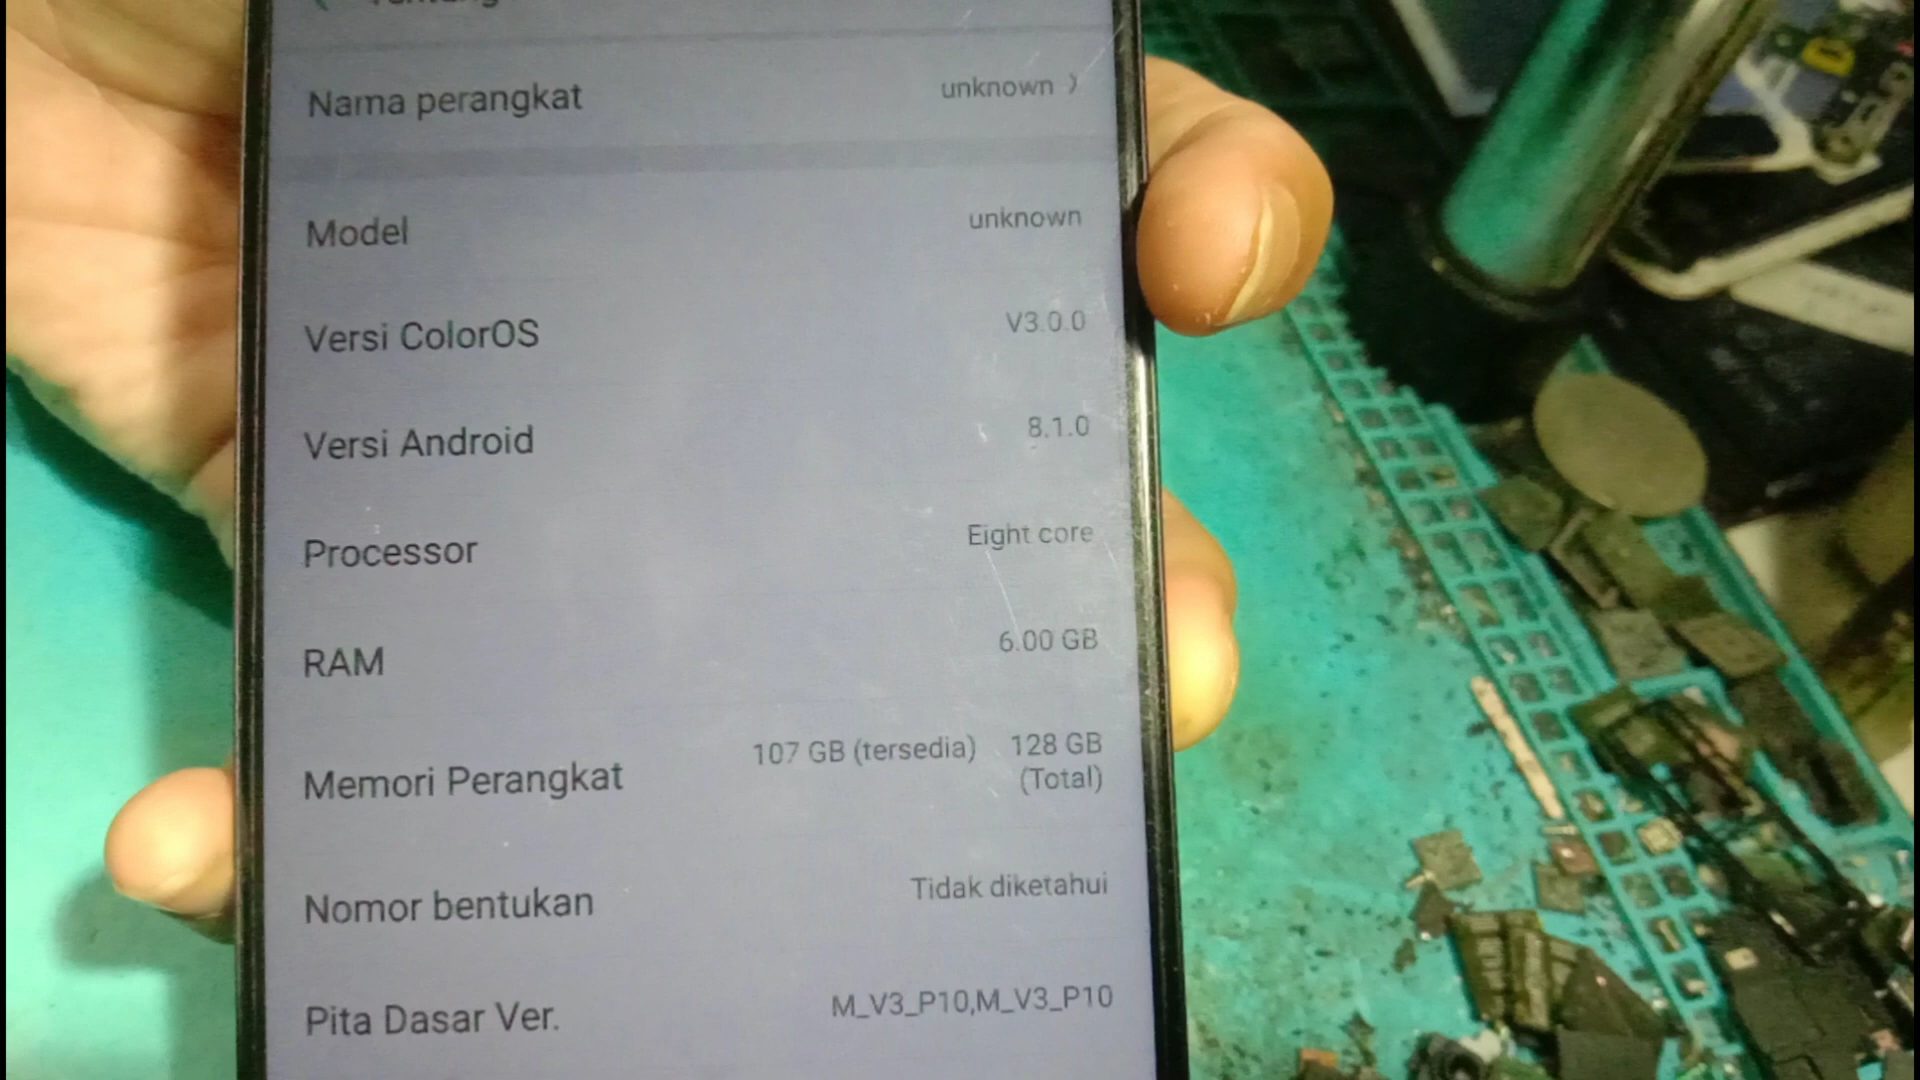 Nama perangkat unknown
Model unknown
Versi ColorOS V3.0.0
Versi Android 8.1.0
Processor Eight core
RAM 6.00 GB
Memori Perangkat 107 GB (tersedia) 128 GB
(Total)
Nomor bentukan Tidak diketahui
Pita Dasar Ver. M_V3_P10,M_V3_P10